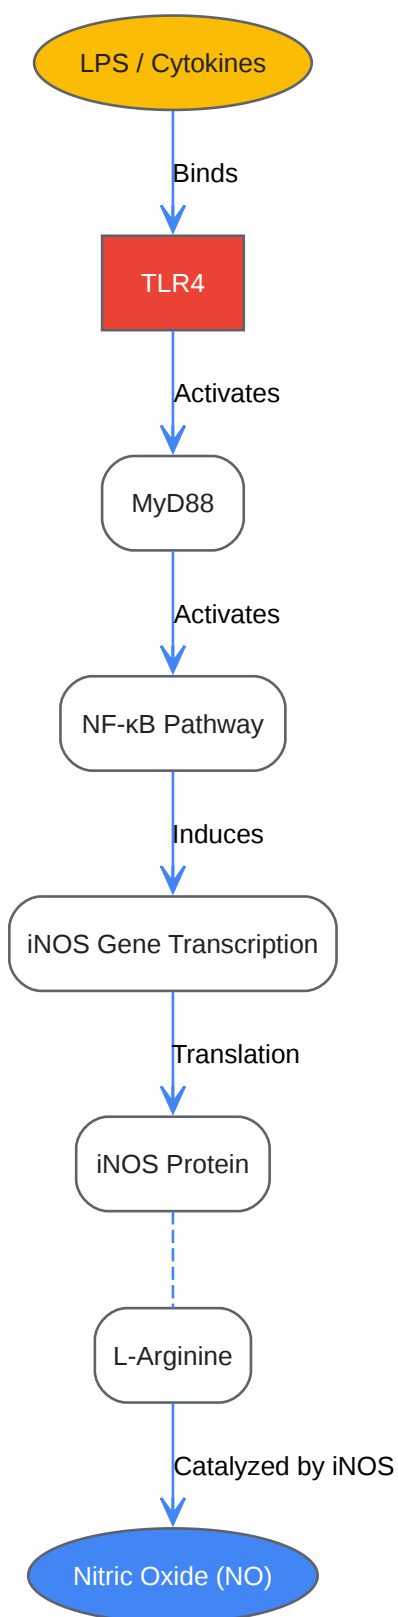 LPS / Cytokines
Binds
TLR4
Activates
MyD88
Activates
NF-κB Pathway
Induces
iNOS Gene Transcription
Translation
iNOS Protein
L-Arginine
Catalyzed by iNOS
Nitric Oxide (NO)